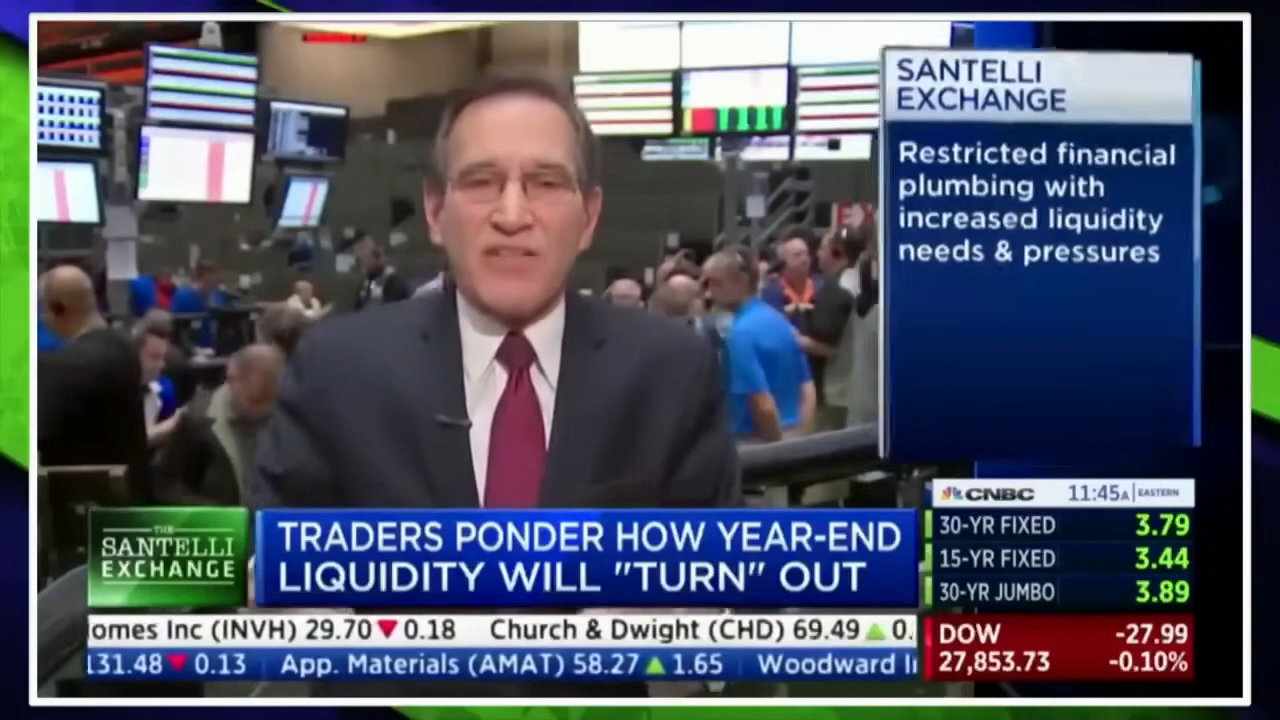 SANTELLI
EXCHANGE
Restricted financial
plumbing with
increased liquidity
needs & pressures
CNBC 11:45A | EASTERN
30-YR FIXED 3.79
15-YR FIXED 3.44
30-YR JUMBO 3.89
DOW -27.99
27,853.73 -0.10%
THE
SANTELLI
EXCHANGE
TRADERS PONDER HOW YEAR-END
LIQUIDITY WILL "TURN" OUT
omes Inc (INVH) 29.70 ▼ 0.18 Church & Dwight (CHD) 69.49 ▲ 0.
131.48 ▼ 0.13 App. Materials (AMAT) 58.27 ▲ 1.65 Woodward I